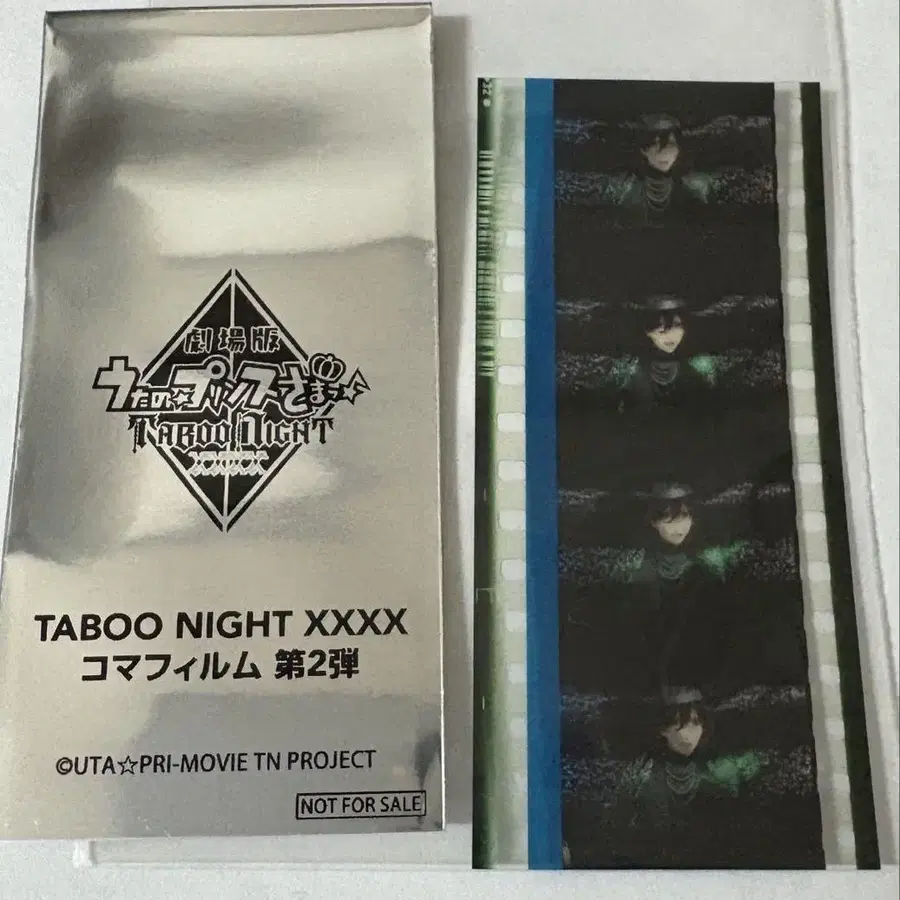 劇場版
うたの☆プリンスさまっ♪
TABOO NIGHT
XXXX
TABOO NIGHT XXXX
コマフィルム 第2弾
©UTA☆PRI-MOVIE TN PROJECT
NOT FOR SALE